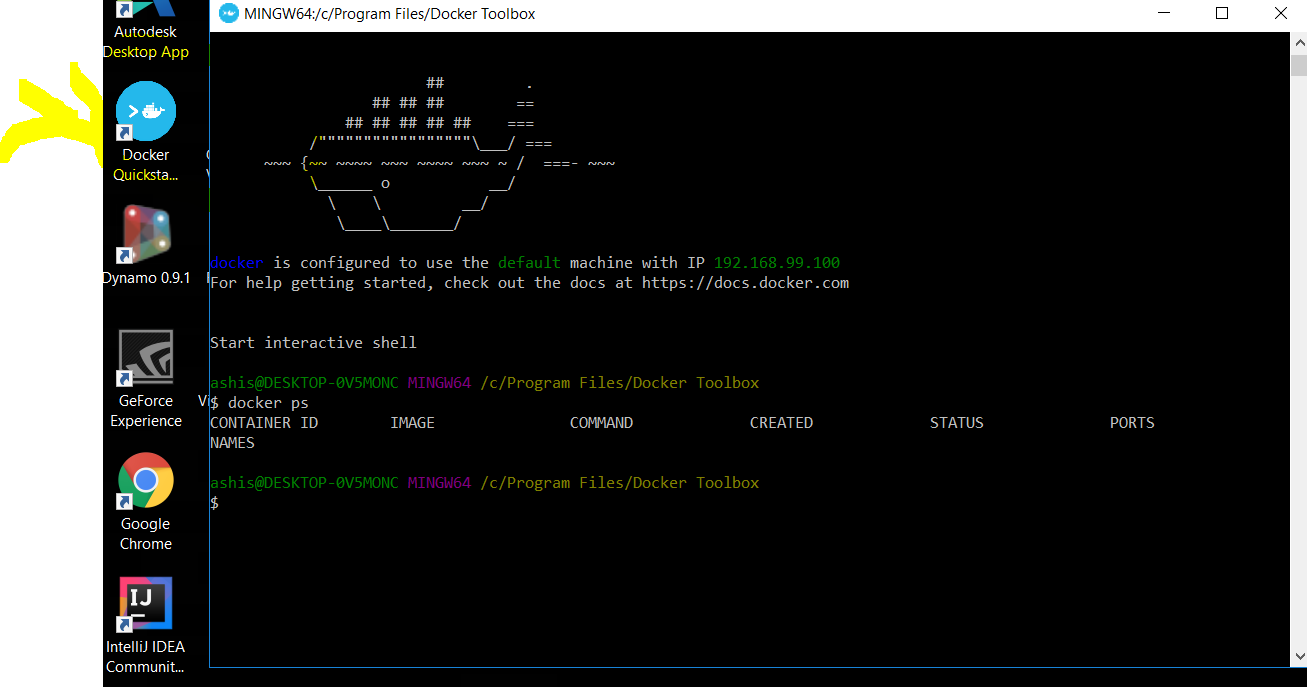 MINGW64:/c/Program Files/Docker Toolbox
Autodesk
Desktop App
Docker
Quicksta...
Dynamo 0.9.1
GeForce
Experience
Google
Chrome
IJ
IntelliJ IDEA
Communit...
##         .
## ## ##        ==
## ## ## ## ##    ===
/"""""""""""""""""\___/ ===
~~~ {~~ ~~~~ ~~~ ~~~~ ~~~ ~ /  ===- ~~~
\______ o           __/
\    \         __/
\____\_______/
docker is configured to use the default machine with IP 192.168.99.100
For help getting started, check out the docs at https://docs.docker.com
Start interactive shell
ashis@DESKTOP-0V5MONC MINGW64 /c/Program Files/Docker Toolbox
$ docker ps
CONTAINER ID        IMAGE               COMMAND             CREATED             STATUS              PORTS
NAMES
ashis@DESKTOP-0V5MONC MINGW64 /c/Program Files/Docker Toolbox
$